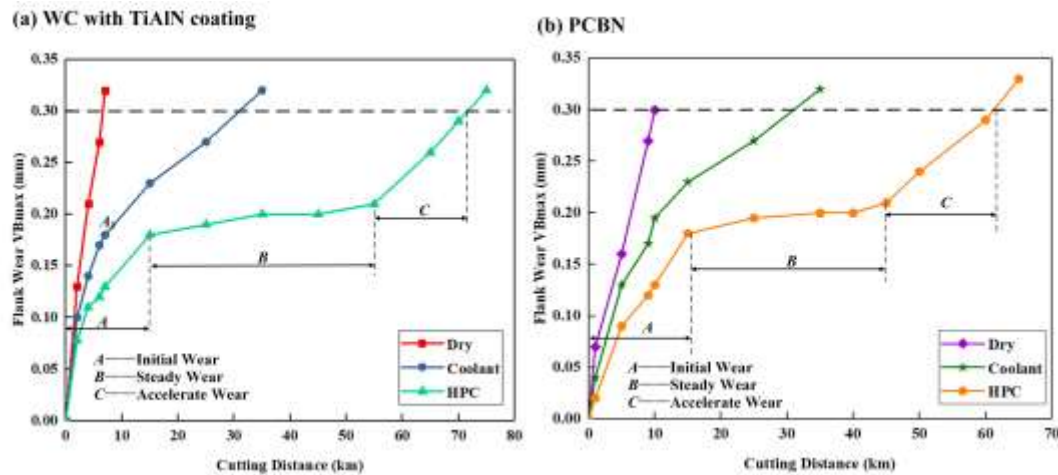 (a) WC with TiAlN coating
0.35
0.30
0.25
0.20
0.15
0.10
0.05
0.00
Flank Wear VBmax (mm)
A
B
C
A
A-----Initial Wear
B-----Steady Wear
C-----Accelerate Wear
Dry
Coolant
HPC
0 10 20 30 40 50 60 70 80
Cutting Distance (km)
(b) PCBN
0.35
0.30
0.25
0.20
0.15
0.10
0.05
0.00
Flank Wear VBmax (mm)
C
B
A
A-----Initial Wear
B-----Steady Wear
C-----Accelerate Wear
Dry
Coolant
HPC
0 10 20 30 40 50 60 70
Cutting Distance (km)